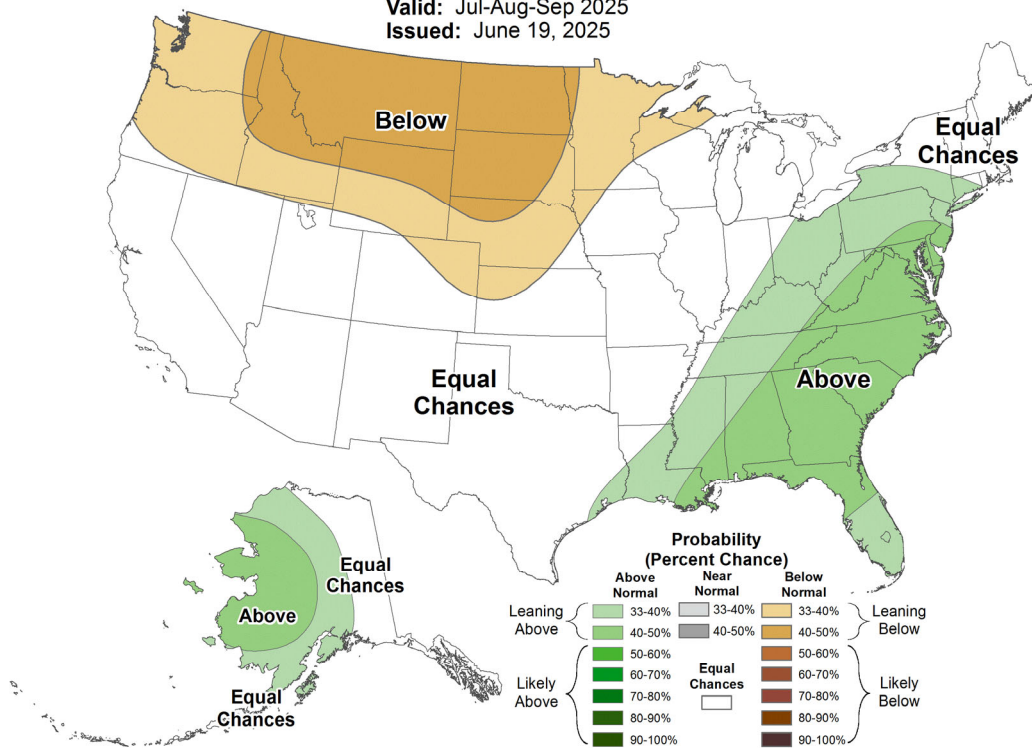 Valid: Jul-Aug-Sep 2025
Issued: June 19, 2025
Below
Equal
Chances
Equal
Chances
Above
Equal
Chances
Above
Equal
Chances
Probability
(Percent Chance)
Above
Normal
Near
Normal
Below
Normal
Leaning
Above
33-40%
40-50%
33-40%
40-50%
33-40%
40-50%
Leaning
Below
Likely
Above
50-60%
60-70%
70-80%
80-90%
90-100%
Equal
Chances
50-60%
60-70%
70-80%
80-90%
90-100%
Likely
Below